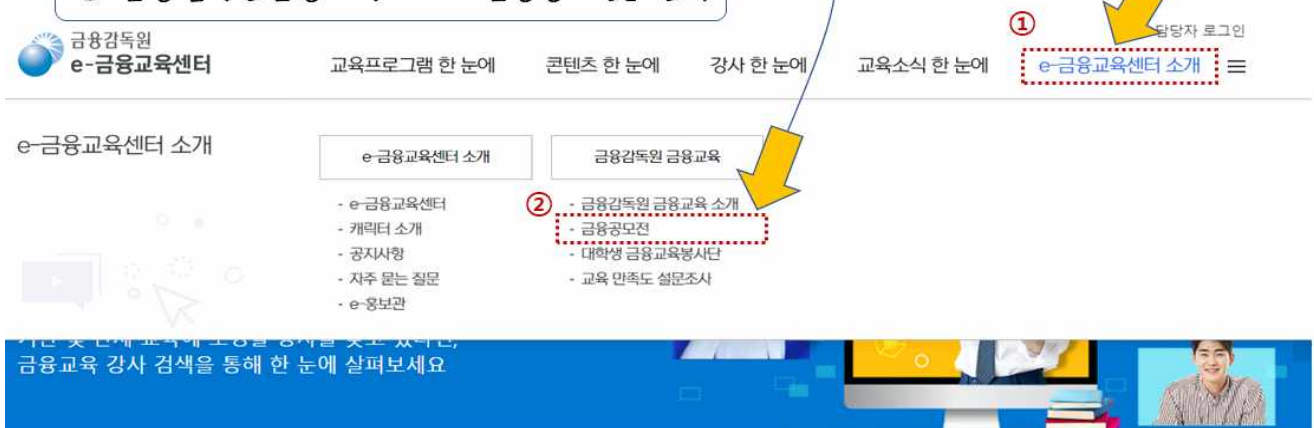 ①
담당자 로그인
금융감독원
e-금융교육센터
교육프로그램 한 눈에
콘텐츠 한 눈에
강사 한 눈에
교육소식 한 눈에
e-금융교육센터 소개
e-금융교육센터 소개
e-금융교육센터 소개
- e-금융교육센터
- 캐릭터 소개
- 공지사항
- 자주 묻는 질문
- e-홍보관
금융감독원 금융교육
②
- 금융감독원 금융교육 소개
- 금융공모전
- 대학생 금융교육봉사단
- 교육 만족도 설문조사
금융교육 강사 검색을 통해 한 눈에 살펴보세요